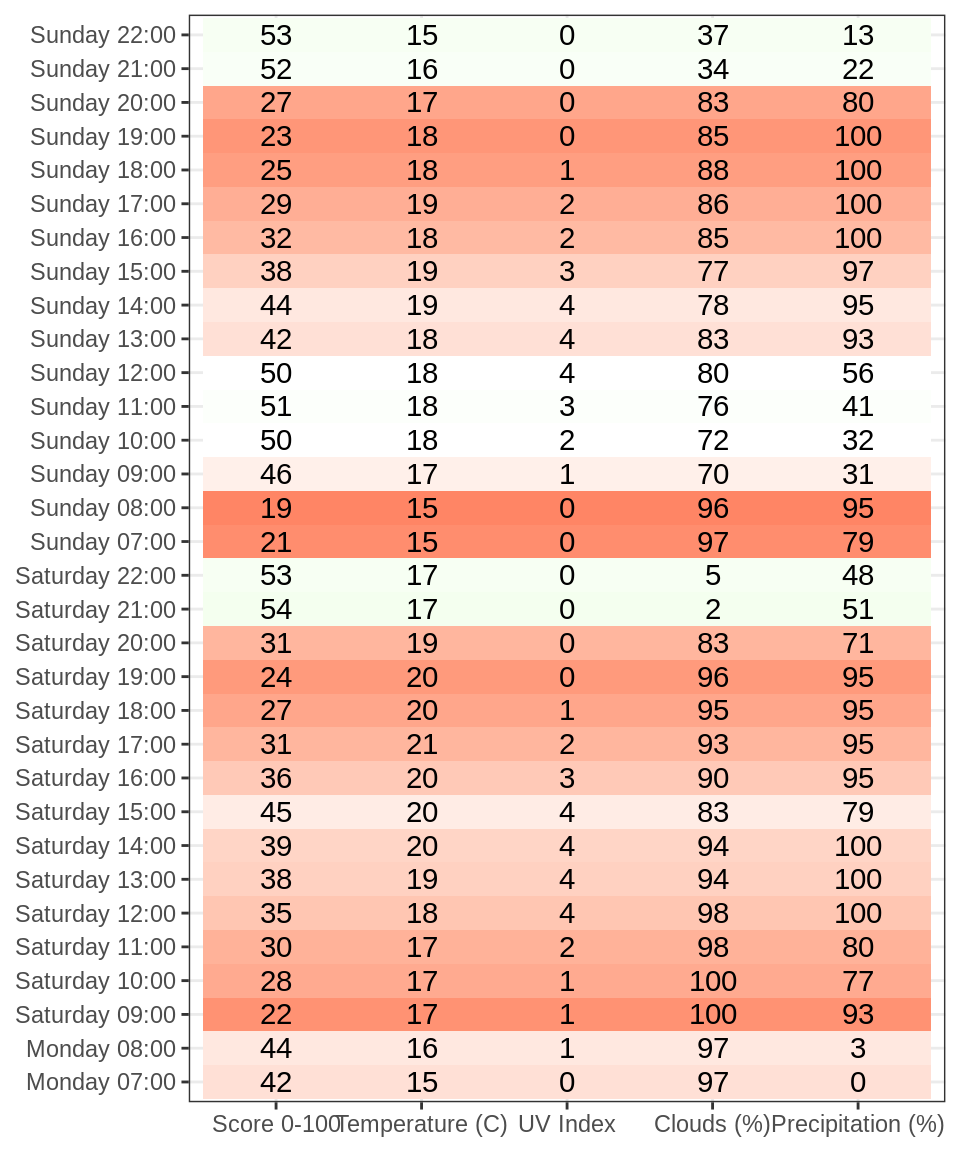 Sunday 22:00 53 15 0 37 13
Sunday 21:00 52 16 0 34 22
Sunday 20:00 27 17 0 83 80
Sunday 19:00 23 18 0 85 100
Sunday 18:00 25 18 1 88 100
Sunday 17:00 29 19 2 86 100
Sunday 16:00 32 18 2 85 100
Sunday 15:00 38 19 3 77 97
Sunday 14:00 44 19 4 78 95
Sunday 13:00 42 18 4 83 93
Sunday 12:00 50 18 4 80 56
Sunday 11:00 51 18 3 76 41
Sunday 10:00 50 18 2 72 32
Sunday 09:00 46 17 1 70 31
Sunday 08:00 19 15 0 96 95
Sunday 07:00 21 15 0 97 79
Saturday 22:00 53 17 0 5 48
Saturday 21:00 54 17 0 2 51
Saturday 20:00 31 19 0 83 71
Saturday 19:00 24 20 0 96 95
Saturday 18:00 27 20 1 95 95
Saturday 17:00 31 21 2 93 95
Saturday 16:00 36 20 3 90 95
Saturday 15:00 45 20 4 83 79
Saturday 14:00 39 20 4 94 100
Saturday 13:00 38 19 4 94 100
Saturday 12:00 35 18 4 98 100
Saturday 11:00 30 17 2 98 80
Saturday 10:00 28 17 1 100 77
Saturday 09:00 22 17 1 100 93
Monday 08:00 44 16 1 97 3
Monday 07:00 42 15 0 97 0
Score 0-100 Temperature (C) UV Index Clouds (%) Precipitation (%)